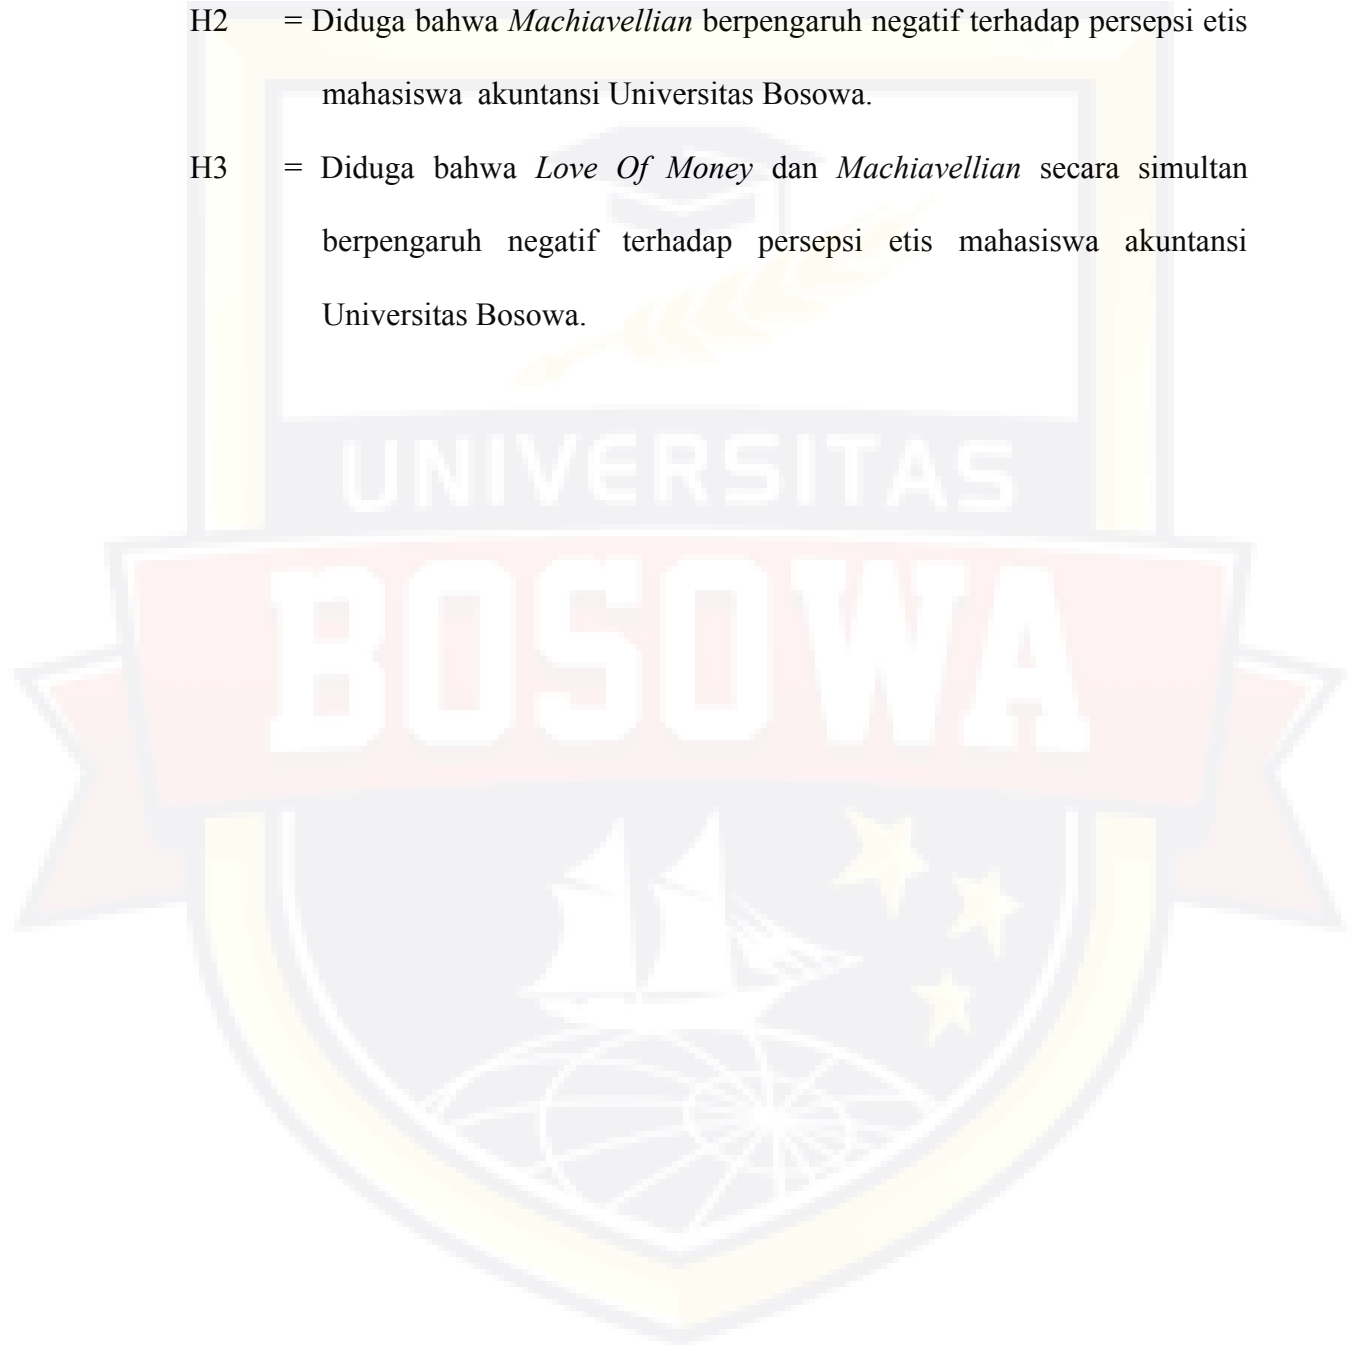 H2 = Diduga bahwa Machiavellian berpengaruh negatif terhadap persepsi etis
mahasiswa akuntansi Universitas Bosowa.
H3 = Diduga bahwa Love Of Money dan Machiavellian secara simultan
berpengaruh negatif terhadap persepsi etis mahasiswa akuntansi
Universitas Bosowa.
UNIVERSITAS
BOSOWA